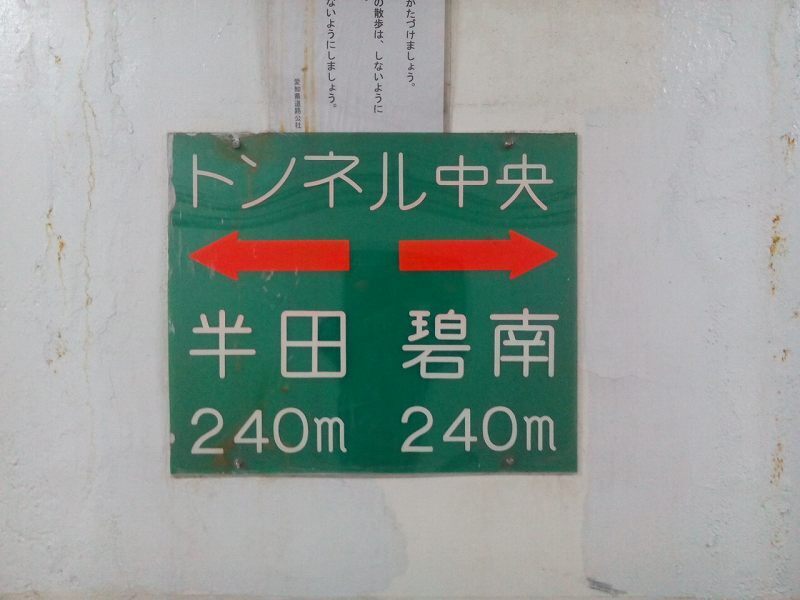 かたづけましょう。
の散歩は、しないように
ないようにしましょう。
愛知県道路公社
トンネル中央
半田 碧南
240m 240m